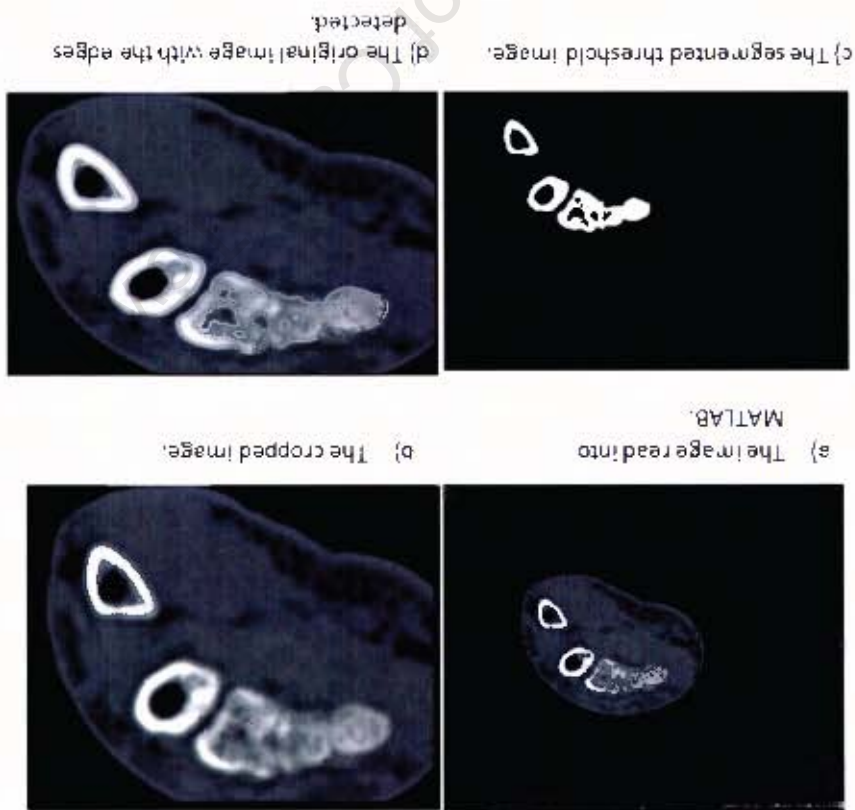 a) The image read into
MATLAB.
b) The cropped image.
c) The segmented threshold image.
d) The original image with the edges
detected.